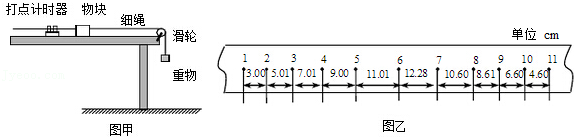 打点计时器 物块 细绳
滑轮
重物
图甲
单位 cm
1 2 3 4 5 6 7 8 9 10 11
3.00 5.01 7.01 9.00 11.01 12.28 10.60 8.61 6.60 4.60
图乙